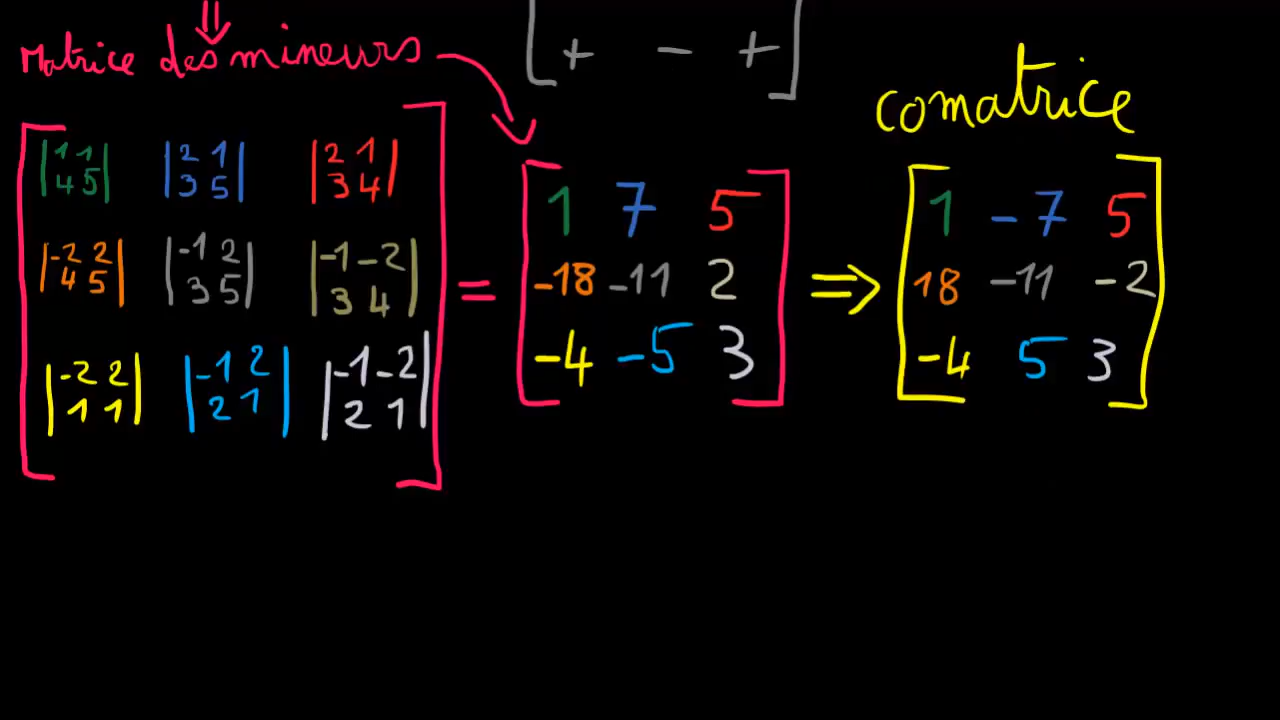 + - +
Matrice des mineurs
comatrice
|1 1| |2 1| |2 1|
|4 5| |3 5| |3 4|
1 7 5
1 -7 5
|-2 2| |-1 2| |-1 -2|
|4 5| |3 5| |3 4|
= -18 -11 2 ⇒ 18 -11 -2
|-2 2| |-1 2| |-1 -2|
|1 1| |2 1| |2 1|
-4 -5 3
-4 5 3